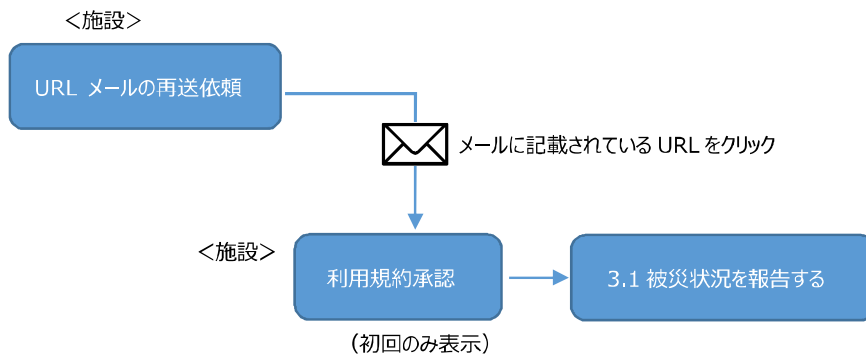 ＜施設＞
URL メールの再送依頼
メールに記載されている URL をクリック
＜施設＞
利用規約承認
3.1 被災状況を報告する
（初回のみ表示）